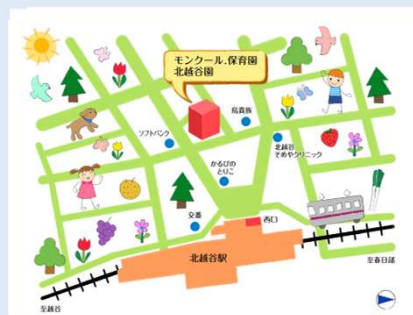 モンクール保育園
北越谷園
鳥貴族
ソフトバンク
北越谷
そめやクリニック
かるびの
とりこ
交番
西口
北越谷駅
至春日部
至越谷